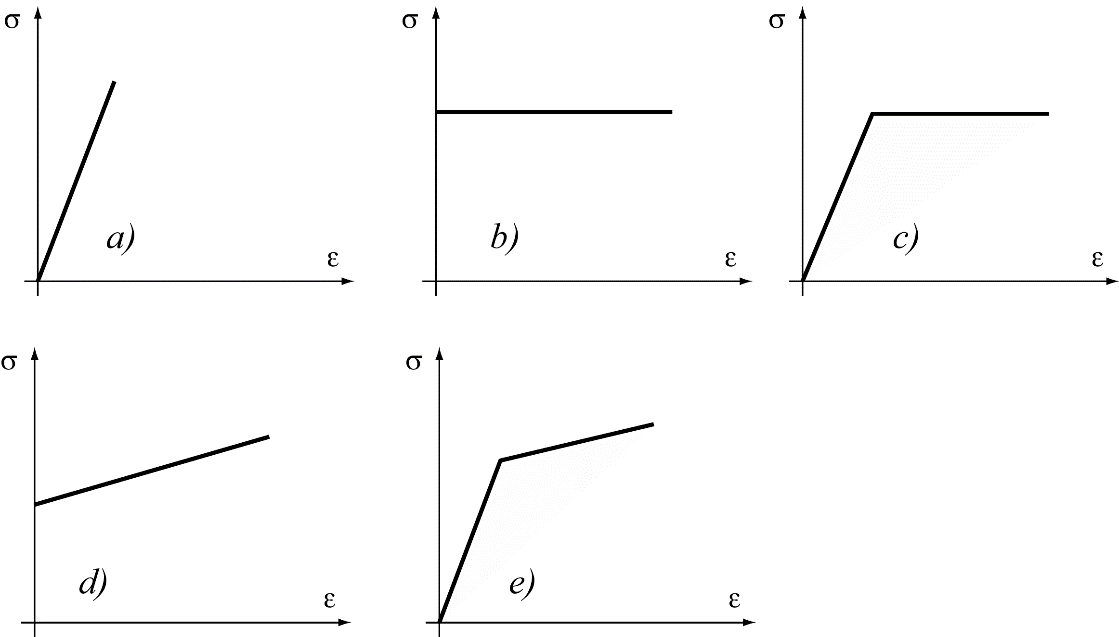 σ σ σ
a) b) c)
ε ε ε
σ σ
d) e)
ε ε